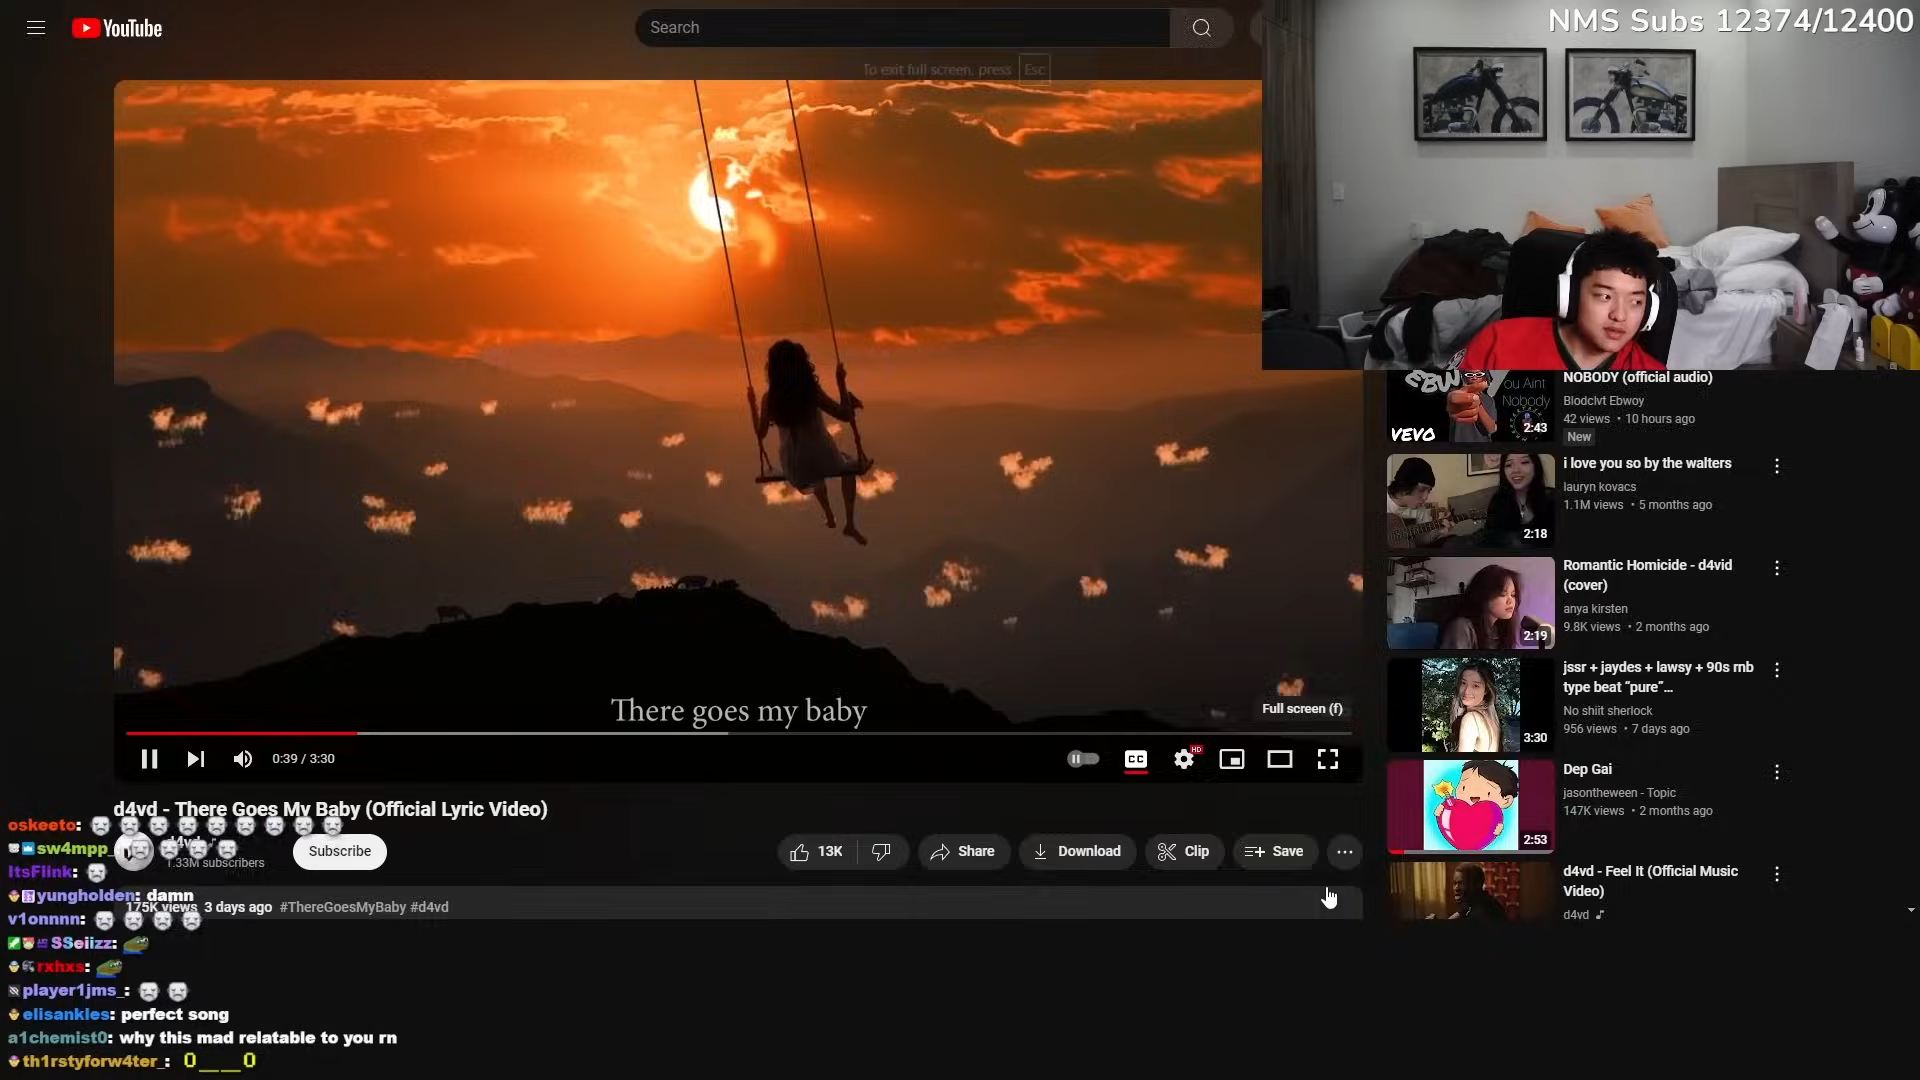 NMS Subs 12374/12400
YouTube
Search
To exit full screen, press Esc
There goes my baby
Full screen (f)
0:39 / 3:30
CC
HD
d4vd - There Goes My Baby (Official Lyric Video)
1.33M subscribers
Subscribe
13K
Share
Download
Clip
Save
175K views 3 days ago #ThereGoesMyBaby #d4vd
You Aint
Nobody
VEVO
2:43
NOBODY (official audio)
Blodclvt Ebwoy
42 views • 10 hours ago
New
2:18
i love you so by the walters
lauryn kovacs
1.1M views • 5 months ago
2:19
Romantic Homicide - d4vid
(cover)
anya kirsten
9.8K views • 2 months ago
3:30
jssr + jaydes + lawsy + 90s rnb
type beat “pure”...
No shiit sherlock
956 views • 7 days ago
2:53
Dep Gai
jasontheween - Topic
147K views • 2 months ago
d4vd - Feel It (Official Music
Video)
d4vd
oskeeto:
sw4mpp_
ItsFlink:
yungholden: damn
v1onnnn:
SSeiizz:
rxhxs:
player1jms_:
elisankles: perfect song
a1chemist0: why this mad relatable to you rn
th1rstyforw4ter_: O___O